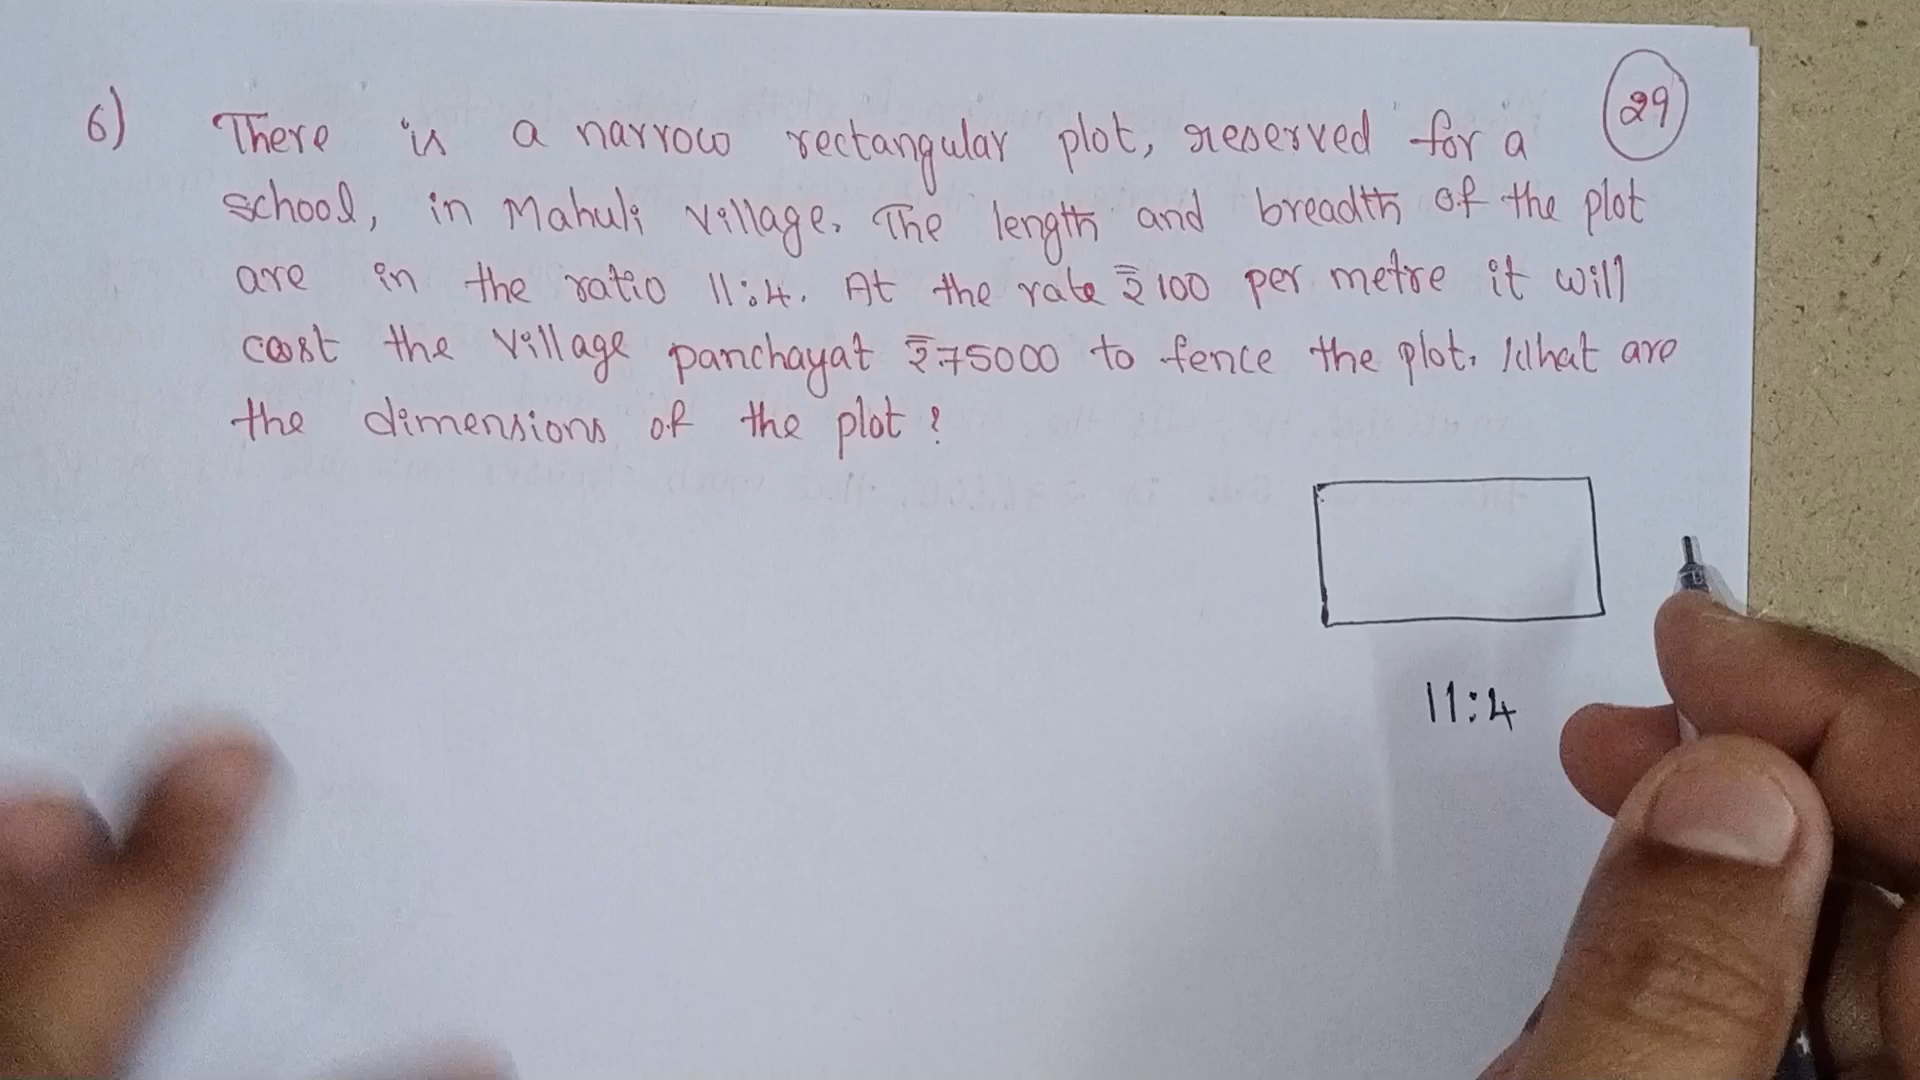 29
6) There is a narrow rectangular plot, reserved for a
school, in Mahuli village. The length and breadth of the plot
are in the ratio 11:4. At the rate ₹100 per metre it will
cost the village panchayat ₹75000 to fence the plot. What are
the dimensions of the plot?
11:4